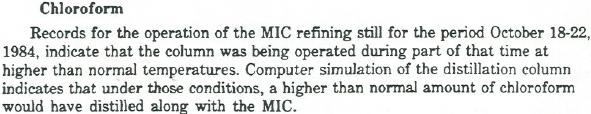 Chloroform
Records for the operation of the MIC refining still for the period October 18-22,
1984, indicate that the column was being operated during part of that time at
higher than normal temperatures. Computer simulation of the distillation column
indicates that under those conditions, a higher than normal amount of chloroform
would have distilled along with the MIC.